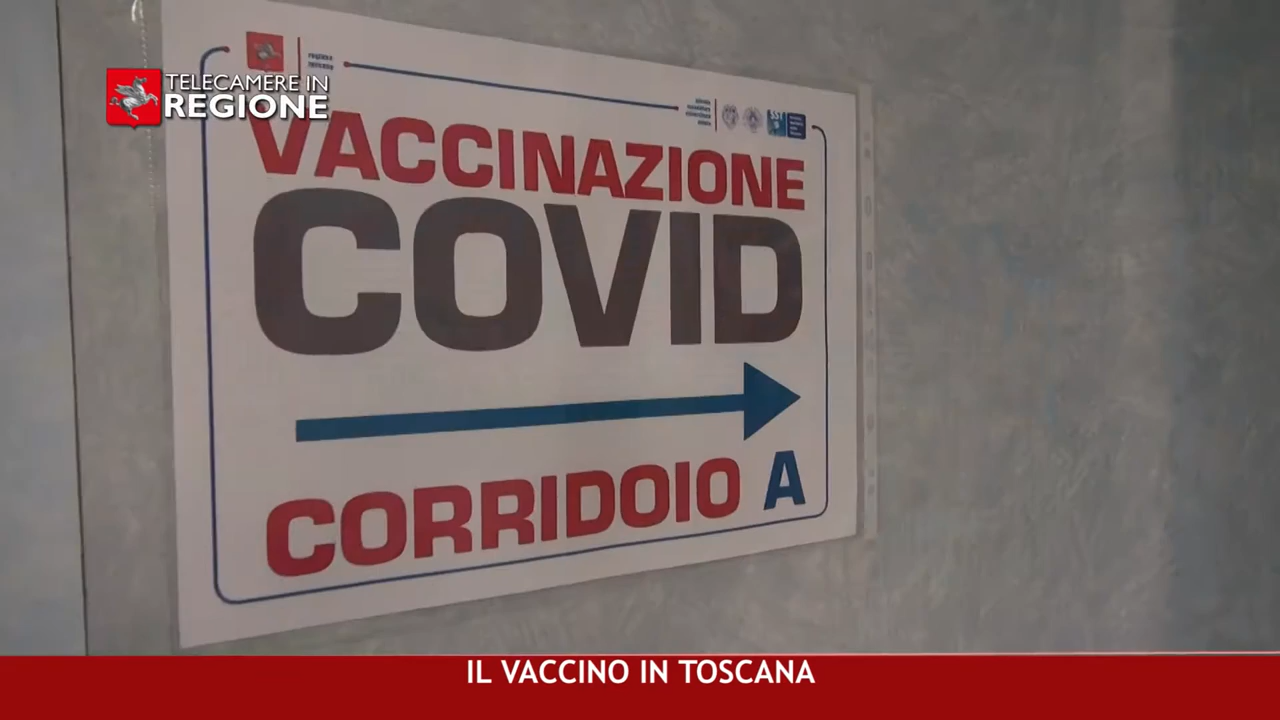 TELECAMERE IN
REGIONE
VACCINAZIONE
COVID
CORRIDOIO A
IL VACCINO IN TOSCANA